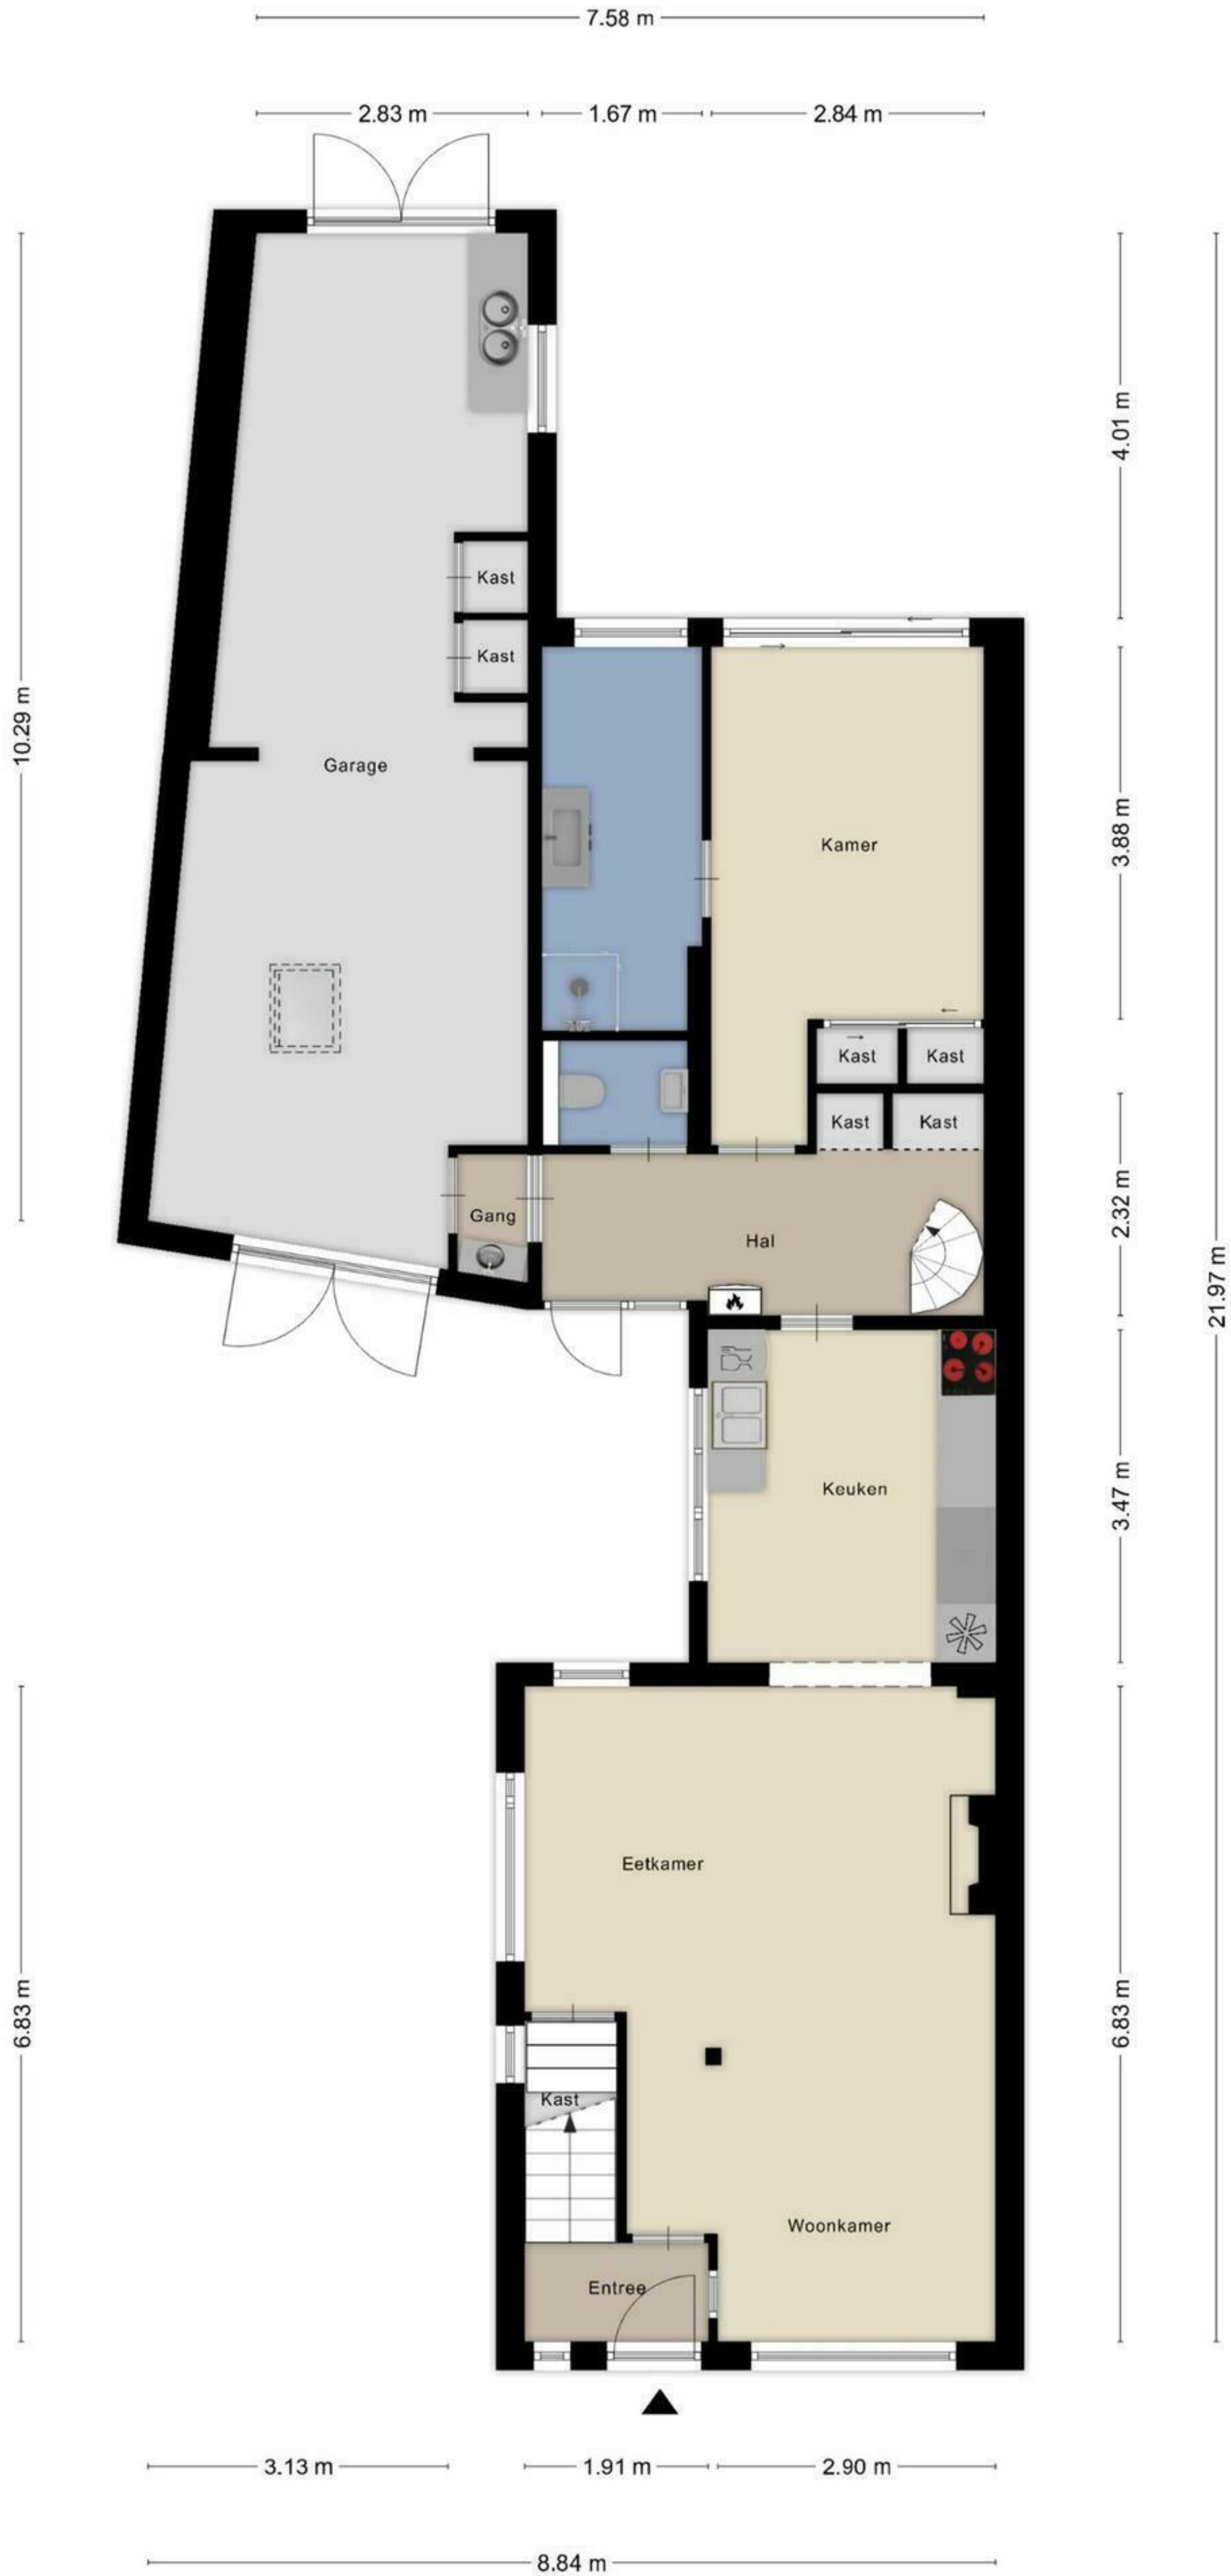 7.58 m
2.83 m
1.67 m
2.84 m
4.01 m
Kast
Kast
10.29 m
Garage
Kamer
3.88 m
Kast
Kast
Kast
Kast
2.32 m
Gang
Hal
21.97 m
Keuken
3.47 m
Eetkamer
6.83 m
6.83 m
Kast
Woonkamer
Entree
3.13 m
1.91 m
2.90 m
8.84 m